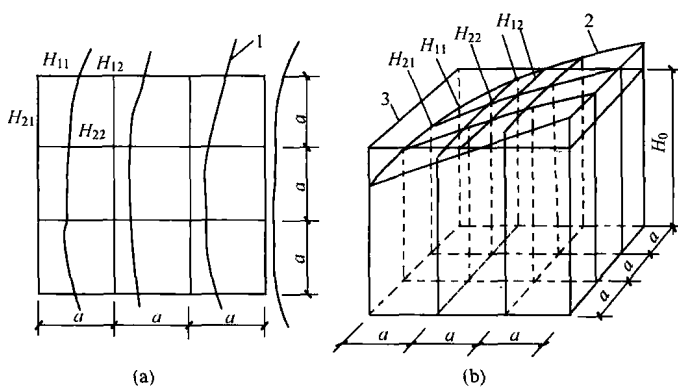 H₁₁ H₁₂ 1
H₂₁ H₂₂
a
a
a
a a a
(a)
H₂₁ H₁₁ H₂₂ H₁₂ 2
3
H₀
a
a
a
a a a
(b)